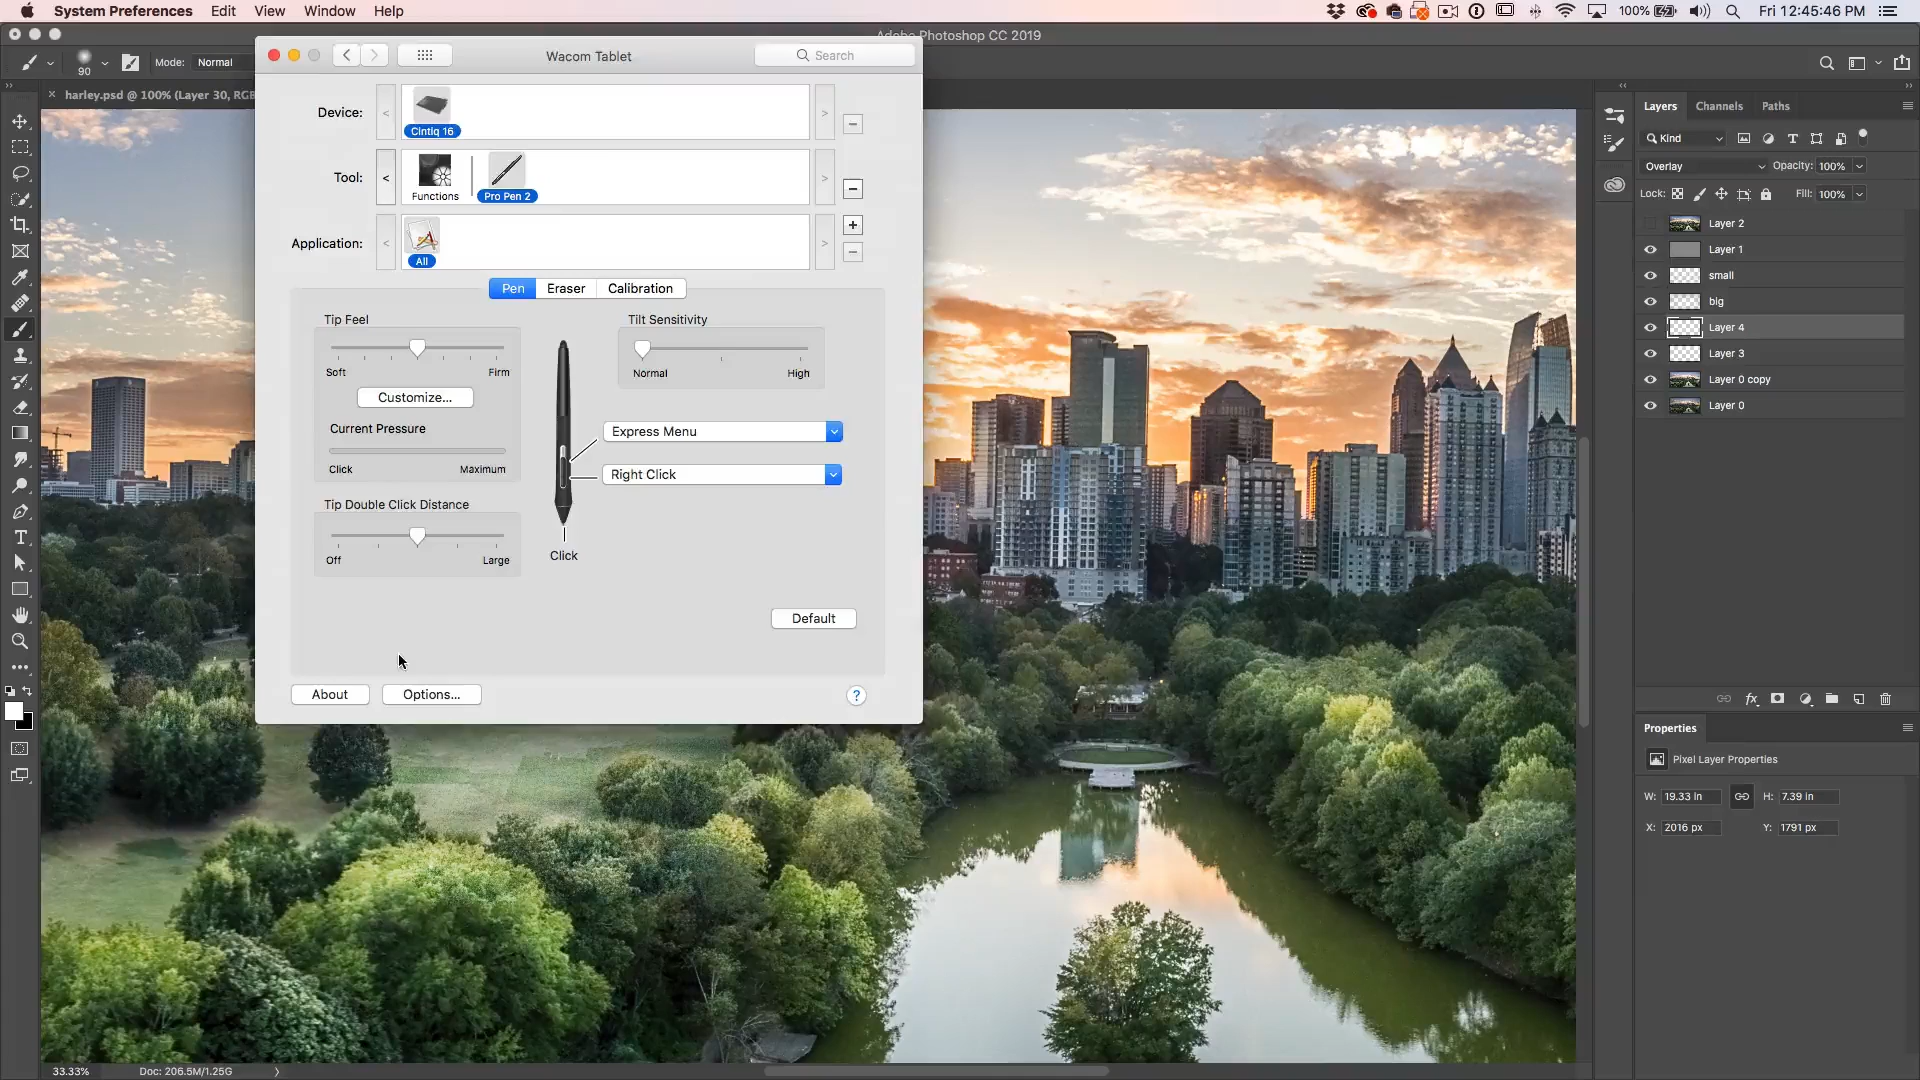 System Preferences Edit View Window Help
100% Fri 12:45:46 PM
Adobe Photoshop CC 2019
90 Mode: Normal
Wacom Tablet
Search
× harley.psd @ 100% (Layer 30, RG
Device:
Cintiq 16
Tool:
Functions
Pro Pen 2
Application:
All
Pen Eraser Calibration
Tip Feel
Soft Firm
Customize...
Current Pressure
Click Maximum
Tip Double Click Distance
Off Large
Tilt Sensitivity
Normal High
Express Menu
Right Click
Click
Default
About Options...
?
Layers Channels Paths
Kind
Overlay Opacity: 100%
Lock: Fill: 100%
Layer 2
Layer 1
small
big
Layer 4
Layer 3
Layer 0 copy
Layer 0
fx
Properties
Pixel Layer Properties
W: 19.33 in H: 7.39 in
X: 2016 px Y: 1791 px
33.33% Doc: 206.5M/1.25G